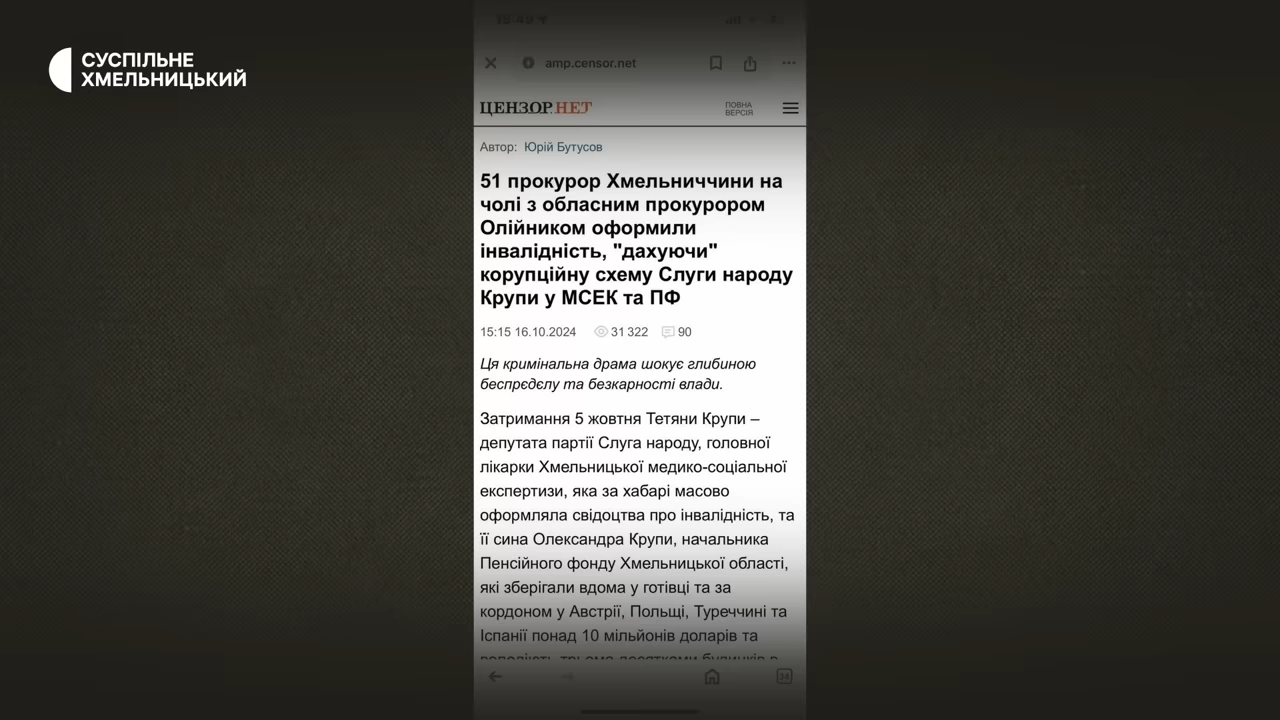 СУСПІЛЬНЕ
ХМЕЛЬНИЦЬКИЙ
15:49
amp.censor.net
ЦЕНЗОР.НЕТ
ПОВНА
ВЕРСІЯ
Автор: Юрій Бутусов
51 прокурор Хмельниччини на
чолі з обласним прокурором
Олійником оформили
інвалідність, "дахуючи"
корупційну схему Слуги народу
Крупи у МСЕК та ПФ
15:15 16.10.2024 31 322 90
Ця кримінальна драма шокує глибиною
беспрєдєлу та безкарності влади.
Затримання 5 жовтня Тетяни Крупи –
депутата партії Слуга народу, головної
лікарки Хмельницької медико-соціальної
експертизи, яка за хабарі масово
оформляла свідоцтва про інвалідність, та
її сина Олександра Крупи, начальника
Пенсійного фонду Хмельницької області,
які зберігали вдома у готівці та за
кордоном у Австрії, Польщі, Туреччині та
Іспанії понад 10 мільйонів доларів та